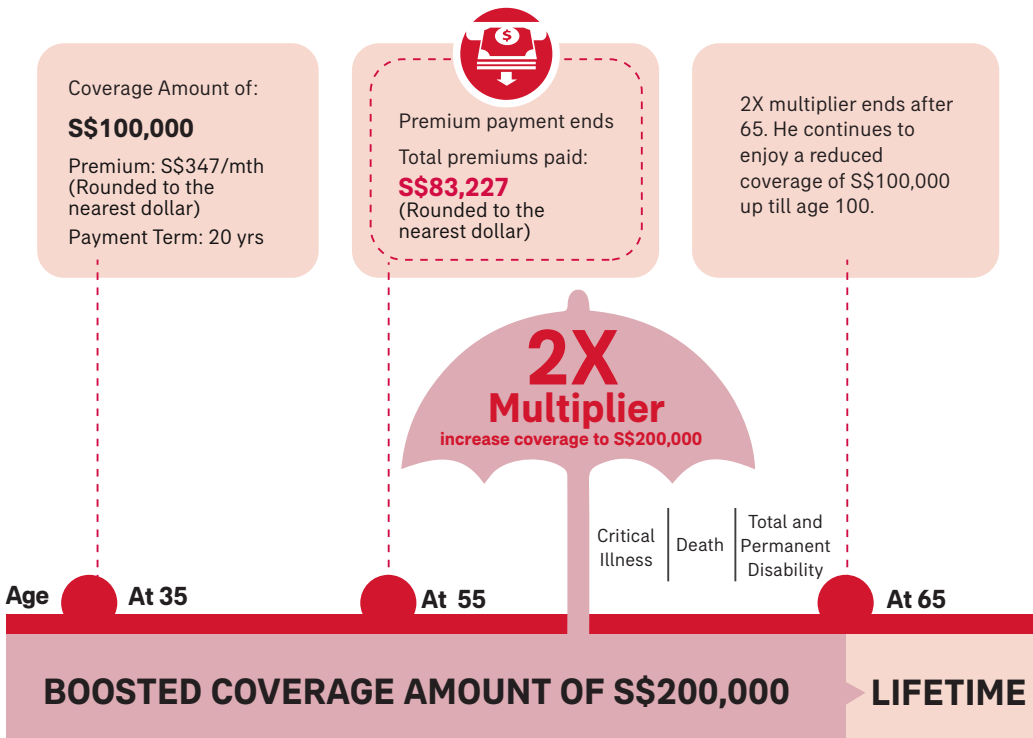 Coverage Amount of:
S$100,000
Premium: S$347/mth
(Rounded to the
nearest dollar)
Payment Term: 20 yrs
$
Premium payment ends
Total premiums paid:
S$83,227
(Rounded to the
nearest dollar)
2X multiplier ends after
65. He continues to
enjoy a reduced
coverage of S$100,000
up till age 100.
2X
Multiplier
increase coverage to S$200,000
Critical
Illness
Death
Total and
Permanent
Disability
Age
At 35
At 55
At 65
BOOSTED COVERAGE AMOUNT OF S$200,000
LIFETIME